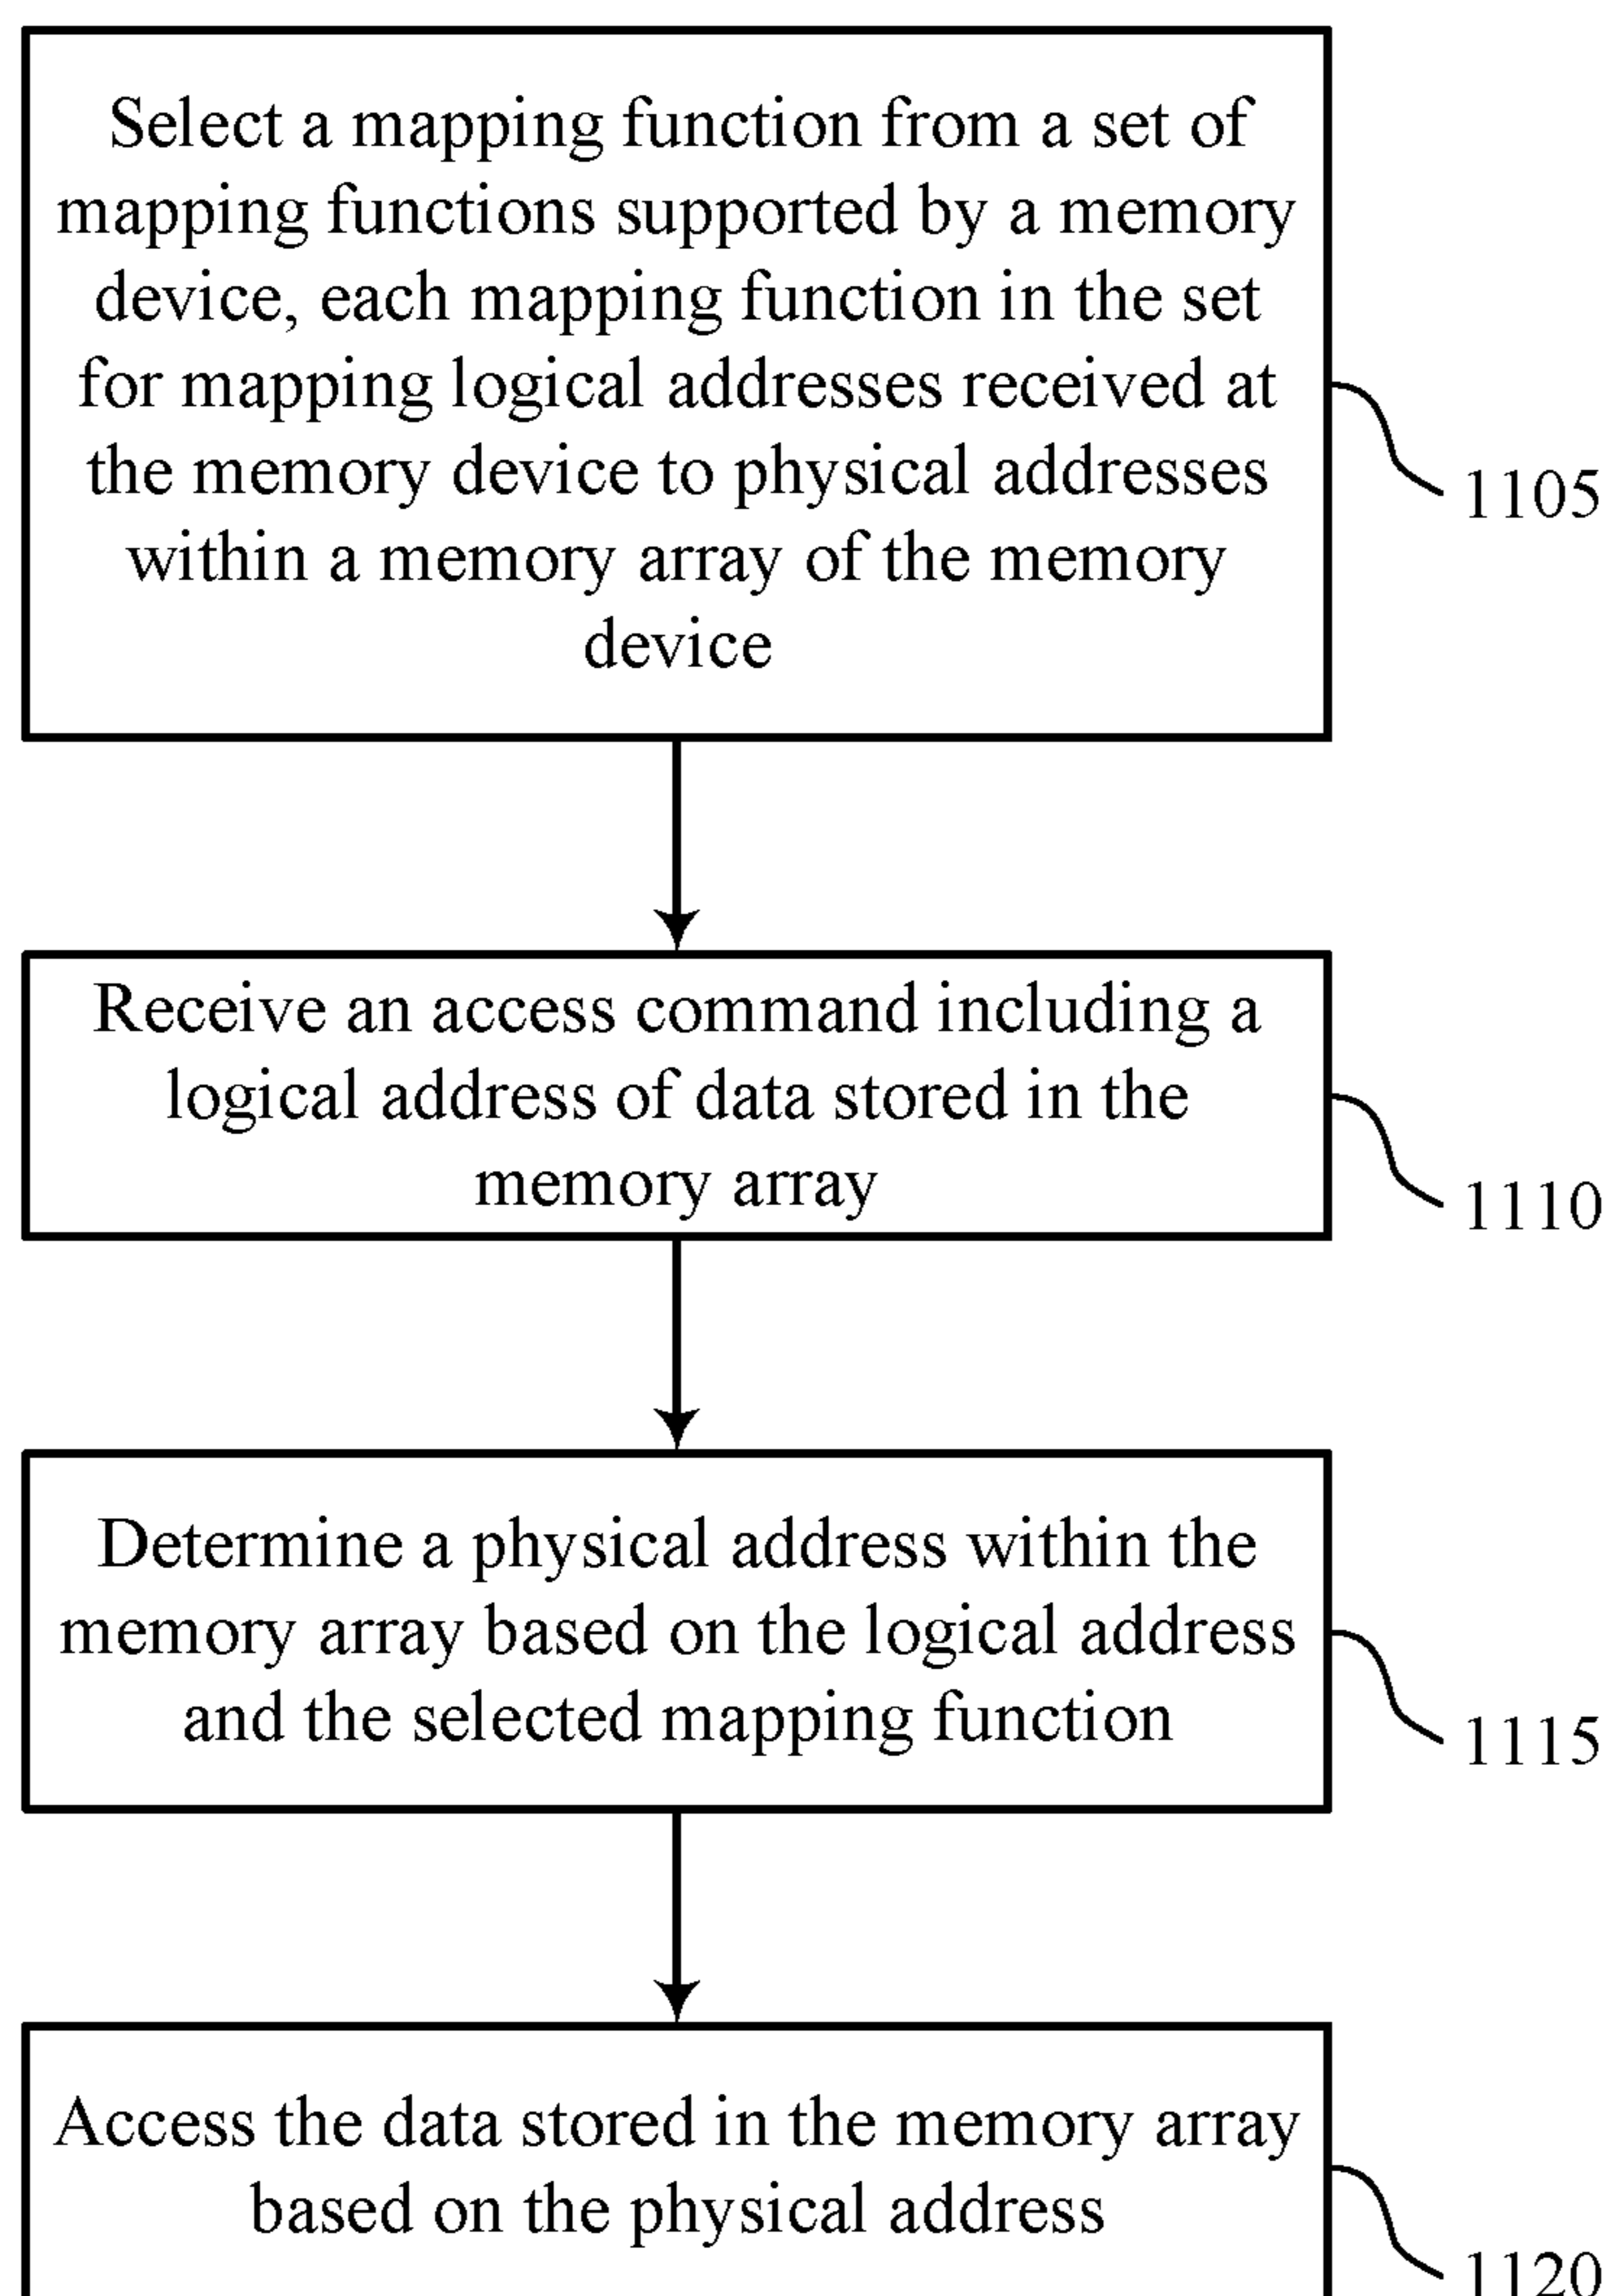 Select a mapping function from a set of
mapping functions supported by a memory
device, each mapping function in the set
for mapping logical addresses received at
the memory device to physical addresses
within a memory array of the memory
device
1105
Receive an access command including a
logical address of data stored in the
memory array
1110
Determine a physical address within the
memory array based on the logical address
and the selected mapping function
1115
Access the data stored in the memory array
based on the physical address
1120